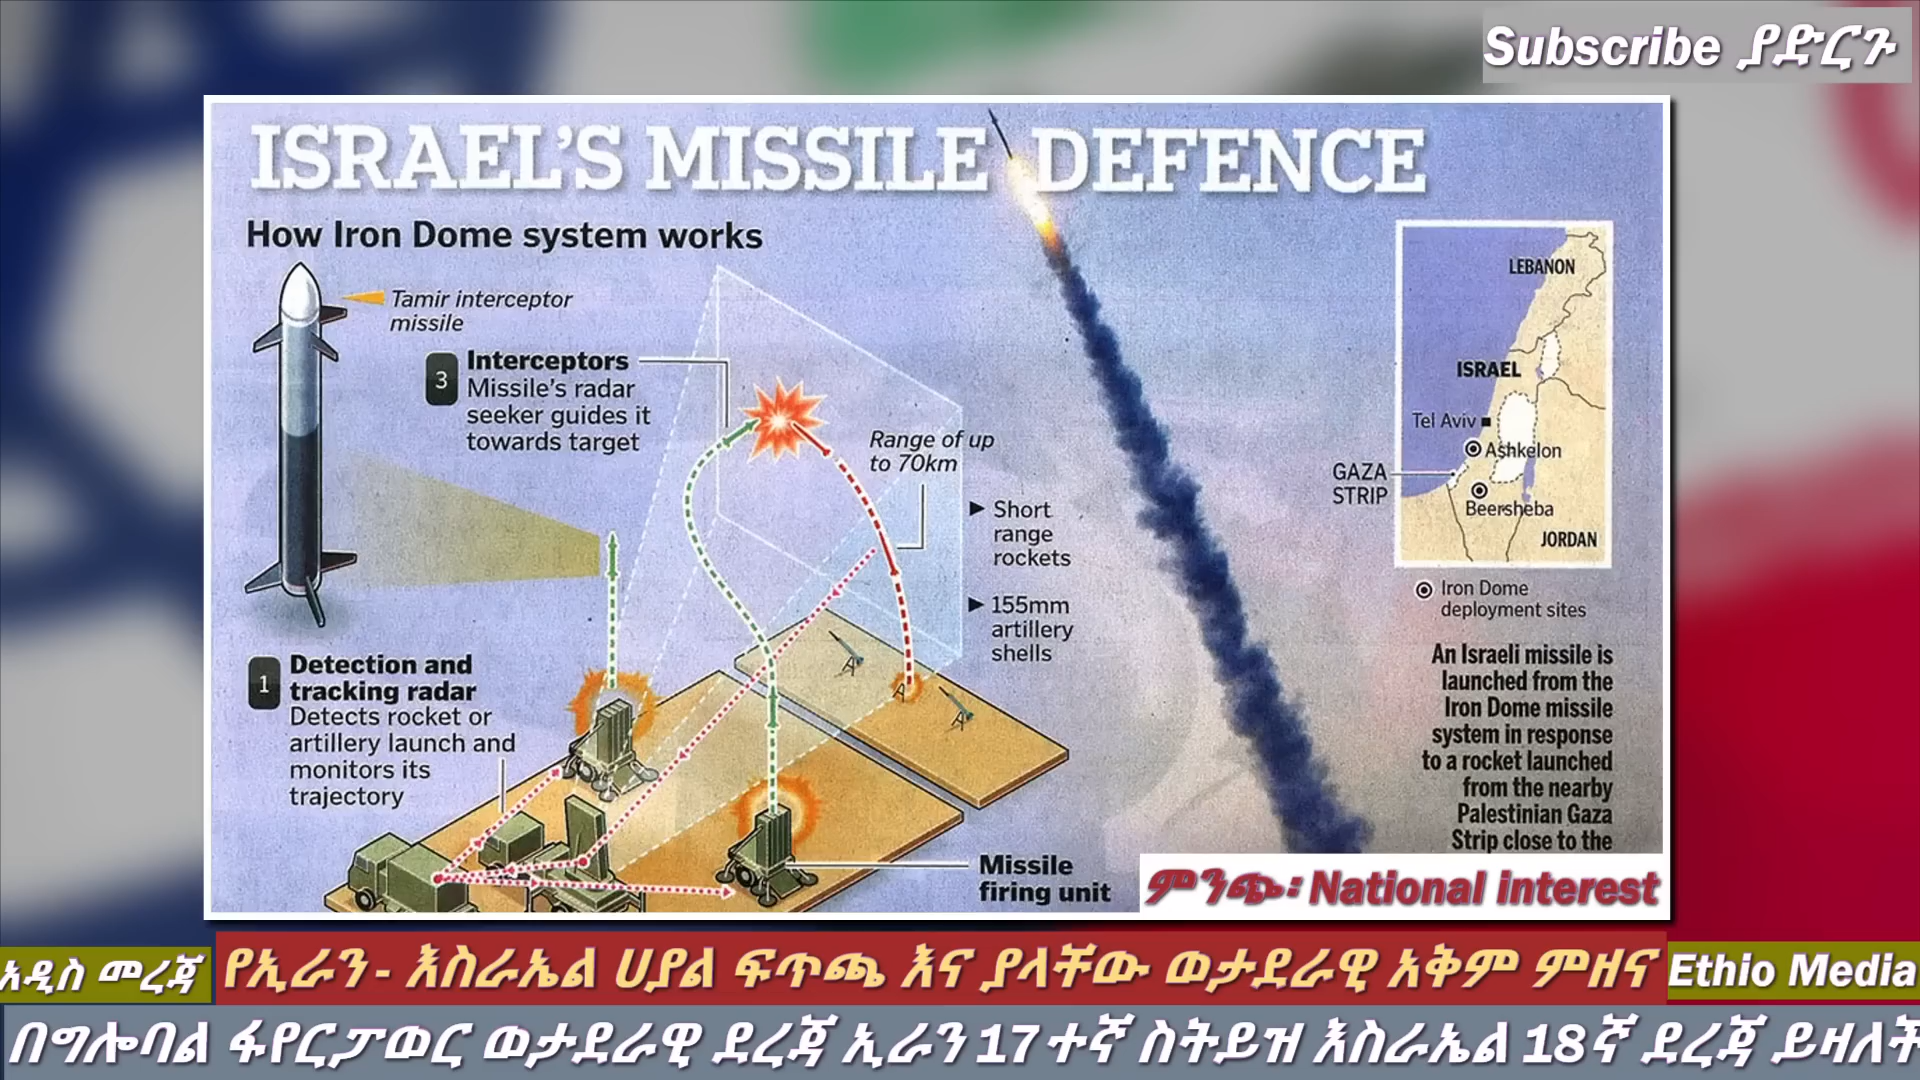 Subscribe ያድርጉ
ISRAEL'S MISSILE DEFENCE
How Iron Dome system works
Tamir interceptor
missile
3
Interceptors
Missile's radar
seeker guides it
towards target
Range of up
to 70km
▶ Short
range
rockets
▶ 155mm
artillery
shells
1
Detection and
tracking radar
Detects rocket or
artillery launch and
monitors its
trajectory
Missile
firing unit
LEBANON
ISRAEL
Tel Aviv
Ashkelon
GAZA
STRIP
Beersheba
JORDAN
Iron Dome
deployment sites
An Israeli missile is
launched from the
Iron Dome missile
system in response
to a rocket launched
from the nearby
Palestinian Gaza
Strip close to the
ምንጭ፡ National interest
አዲስ መረጃ
የኢራን - እስራኤል ሀያል ፍጥጫ እና ያላቸው ወታደራዊ አቅም ምዘና
Ethio Media
በግሎባል ፋየርፖወር ወታደራዊ ደረጃ ኢራን 17ተኛ ስትይዝ እስራኤል 18ኛ ደረጃ ይዛለች